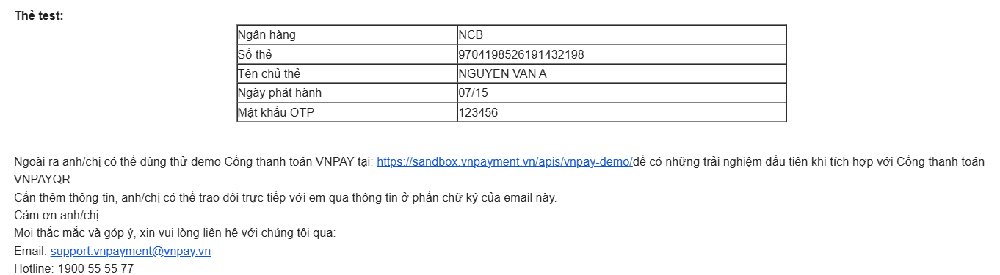 Thẻ test:
Ngân hàng NCB
Số thẻ 9704198526191432198
Tên chủ thẻ NGUYEN VAN A
Ngày phát hành 07/15
Mật khẩu OTP 123456
Ngoài ra anh/chị có thể dùng thử demo Cổng thanh toán VNPAY tại: https://sandbox.vnpayment.vn/apis/vnpay-demo/để có những trải nghiệm đầu tiên khi tích hợp với Cổng thanh toán
VNPAYQR.
Cần thêm thông tin, anh/chị có thể trao đổi trực tiếp với em qua thông tin ở phần chữ ký của email này.
Cảm ơn anh/chị.
Mọi thắc mắc và góp ý, xin vui lòng liên hệ với chúng tôi qua:
Email: support.vnpayment@vnpay.vn
Hotline: 1900 55 55 77